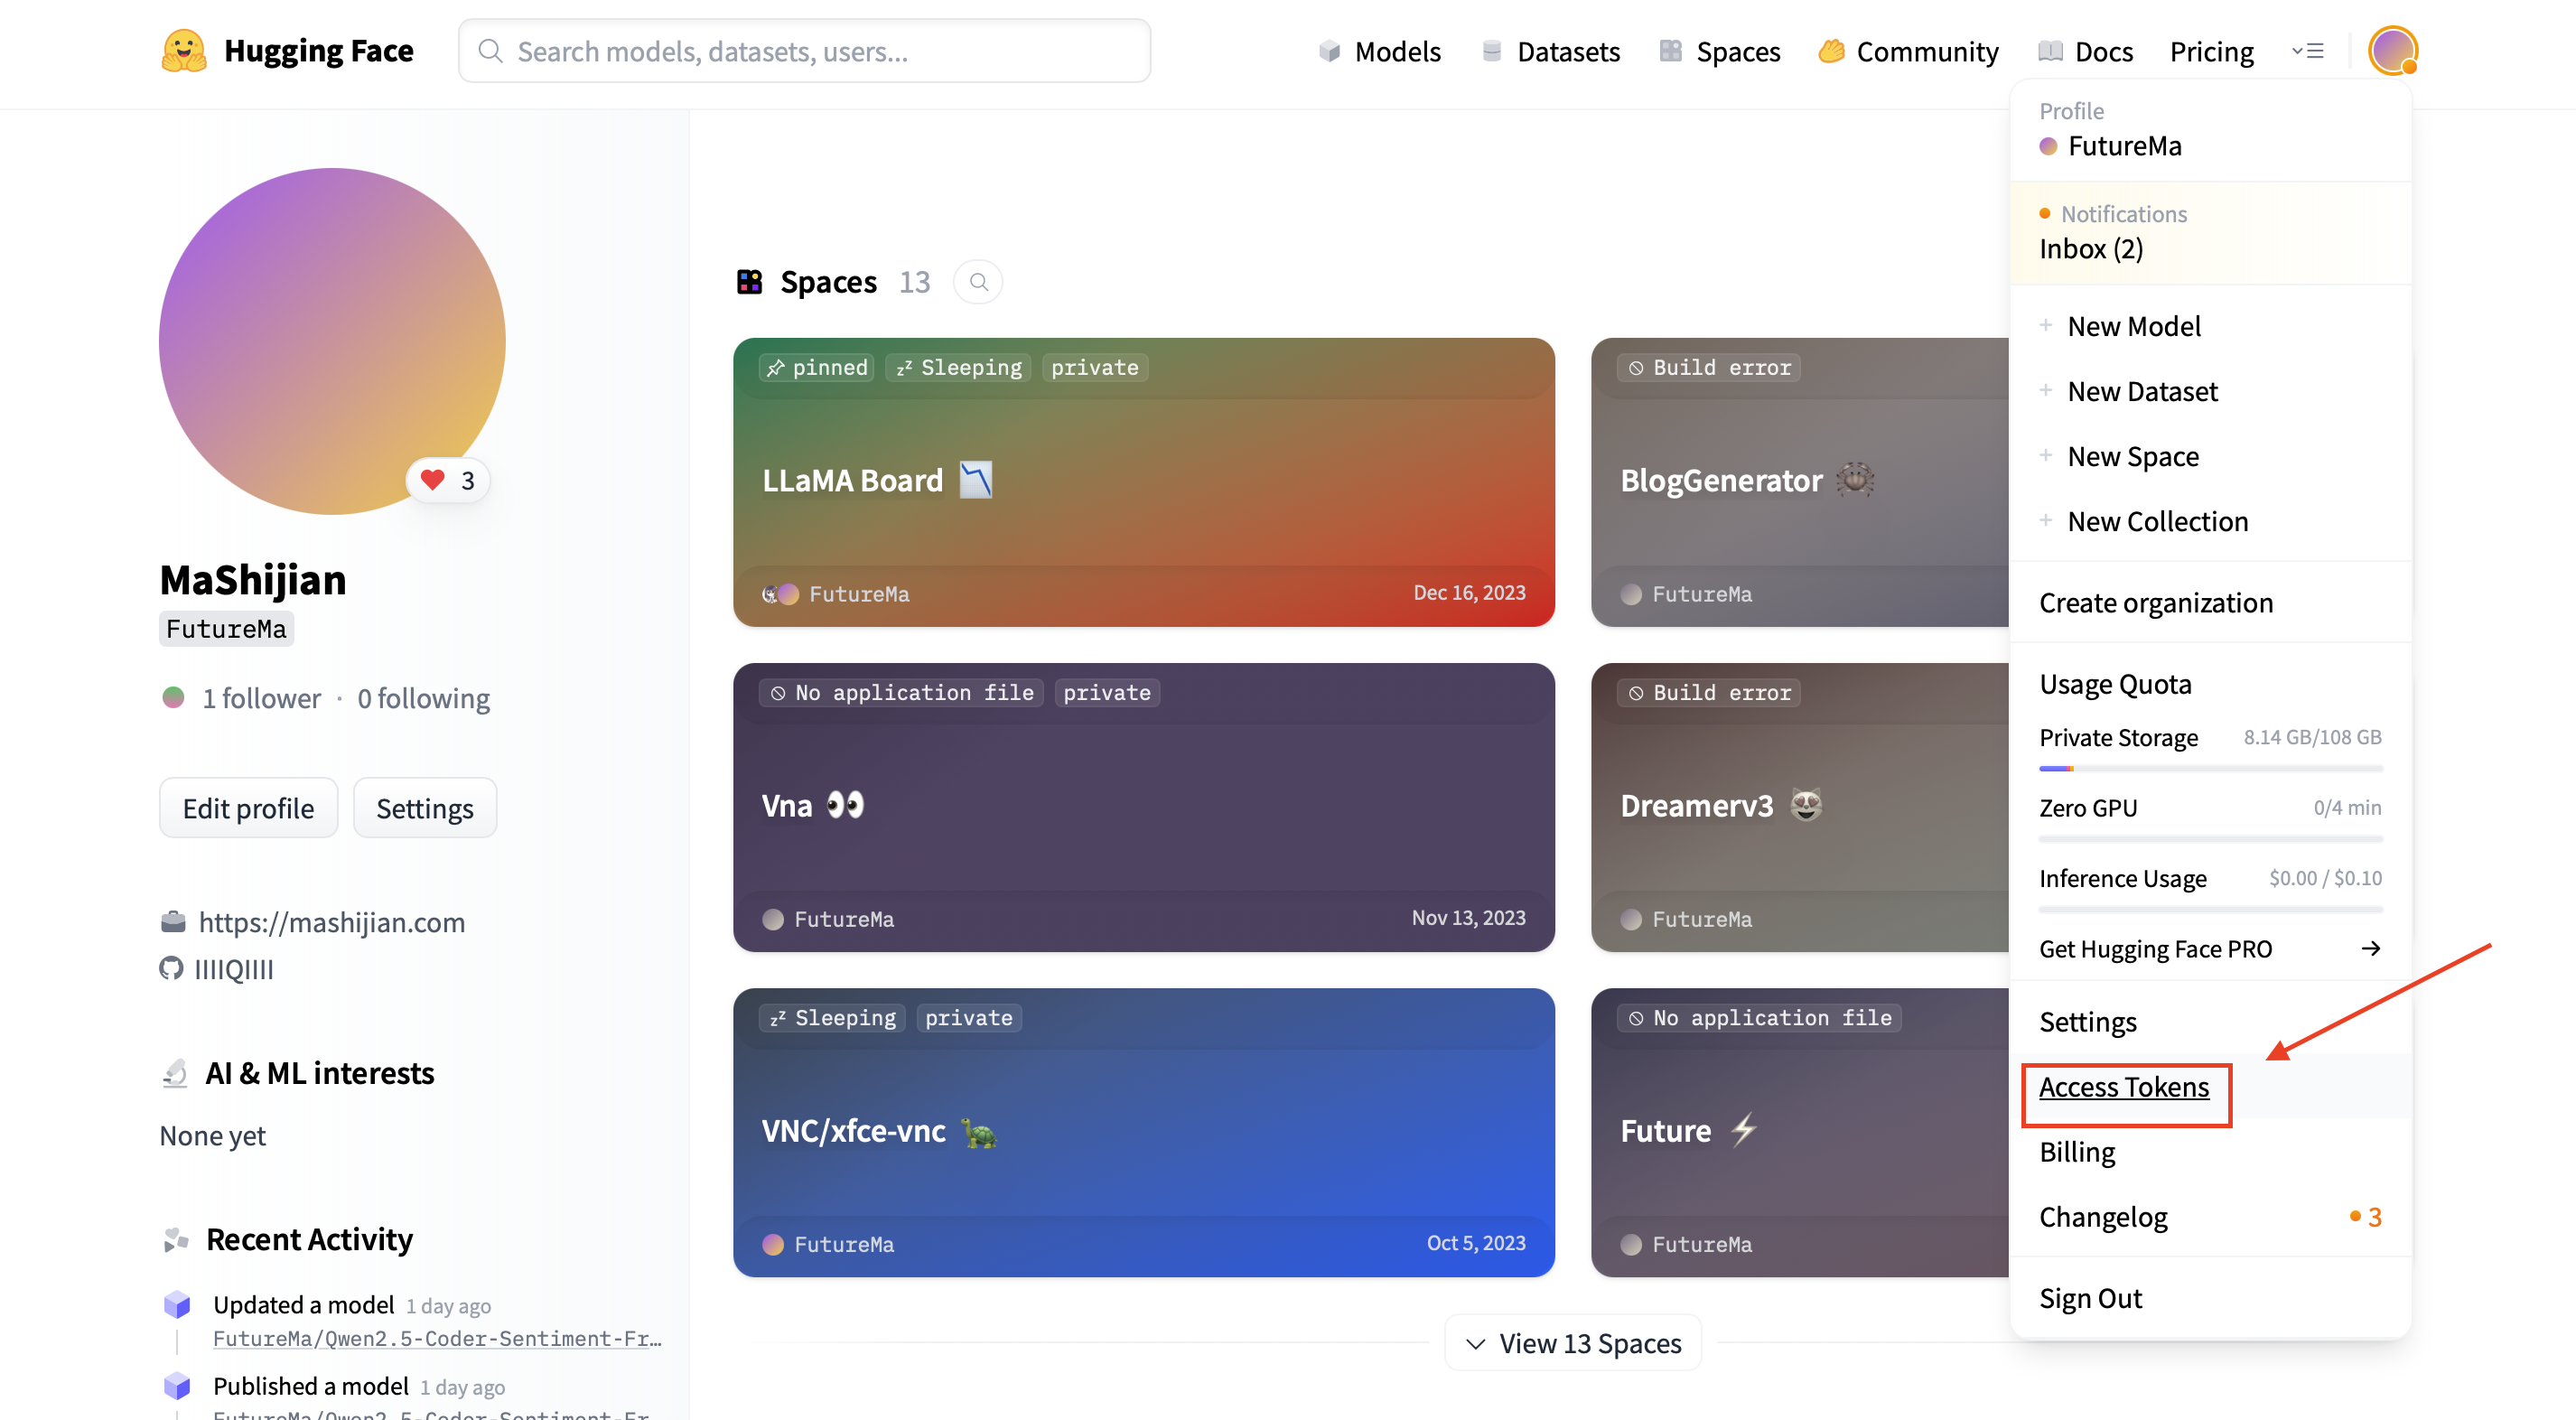 Hugging Face
Search models, datasets, users...
Models
Datasets
Spaces
Community
Docs
Pricing
3
MaShijian
FutureMa
1 follower · 0 following
Edit profile
Settings
https://mashijian.com
IIIIQIIII
AI & ML interests
None yet
Recent Activity
Updated a model 1 day ago
FutureMa/Qwen2.5-Coder-Sentiment-Fr…
Published a model 1 day ago
FutureMa/Qwen2.5-Coder-Sentiment-Fr…
Spaces 13
pinned
zz Sleeping
private
LLaMA Board
FutureMa
Dec 16, 2023
Build error
BlogGenerator
FutureMa
No application file
private
Vna
FutureMa
Nov 13, 2023
Build error
Dreamerv3
FutureMa
zz Sleeping
private
VNC/xfce-vnc
FutureMa
Oct 5, 2023
No application file
Future
FutureMa
View 13 Spaces
Profile
FutureMa
Notifications
Inbox (2)
+ New Model
+ New Dataset
+ New Space
+ New Collection
Create organization
Usage Quota
Private Storage 8.14 GB/108 GB
Zero GPU 0/4 min
Inference Usage $0.00 / $0.10
Get Hugging Face PRO →
Settings
Access Tokens
Billing
Changelog 3
Sign Out